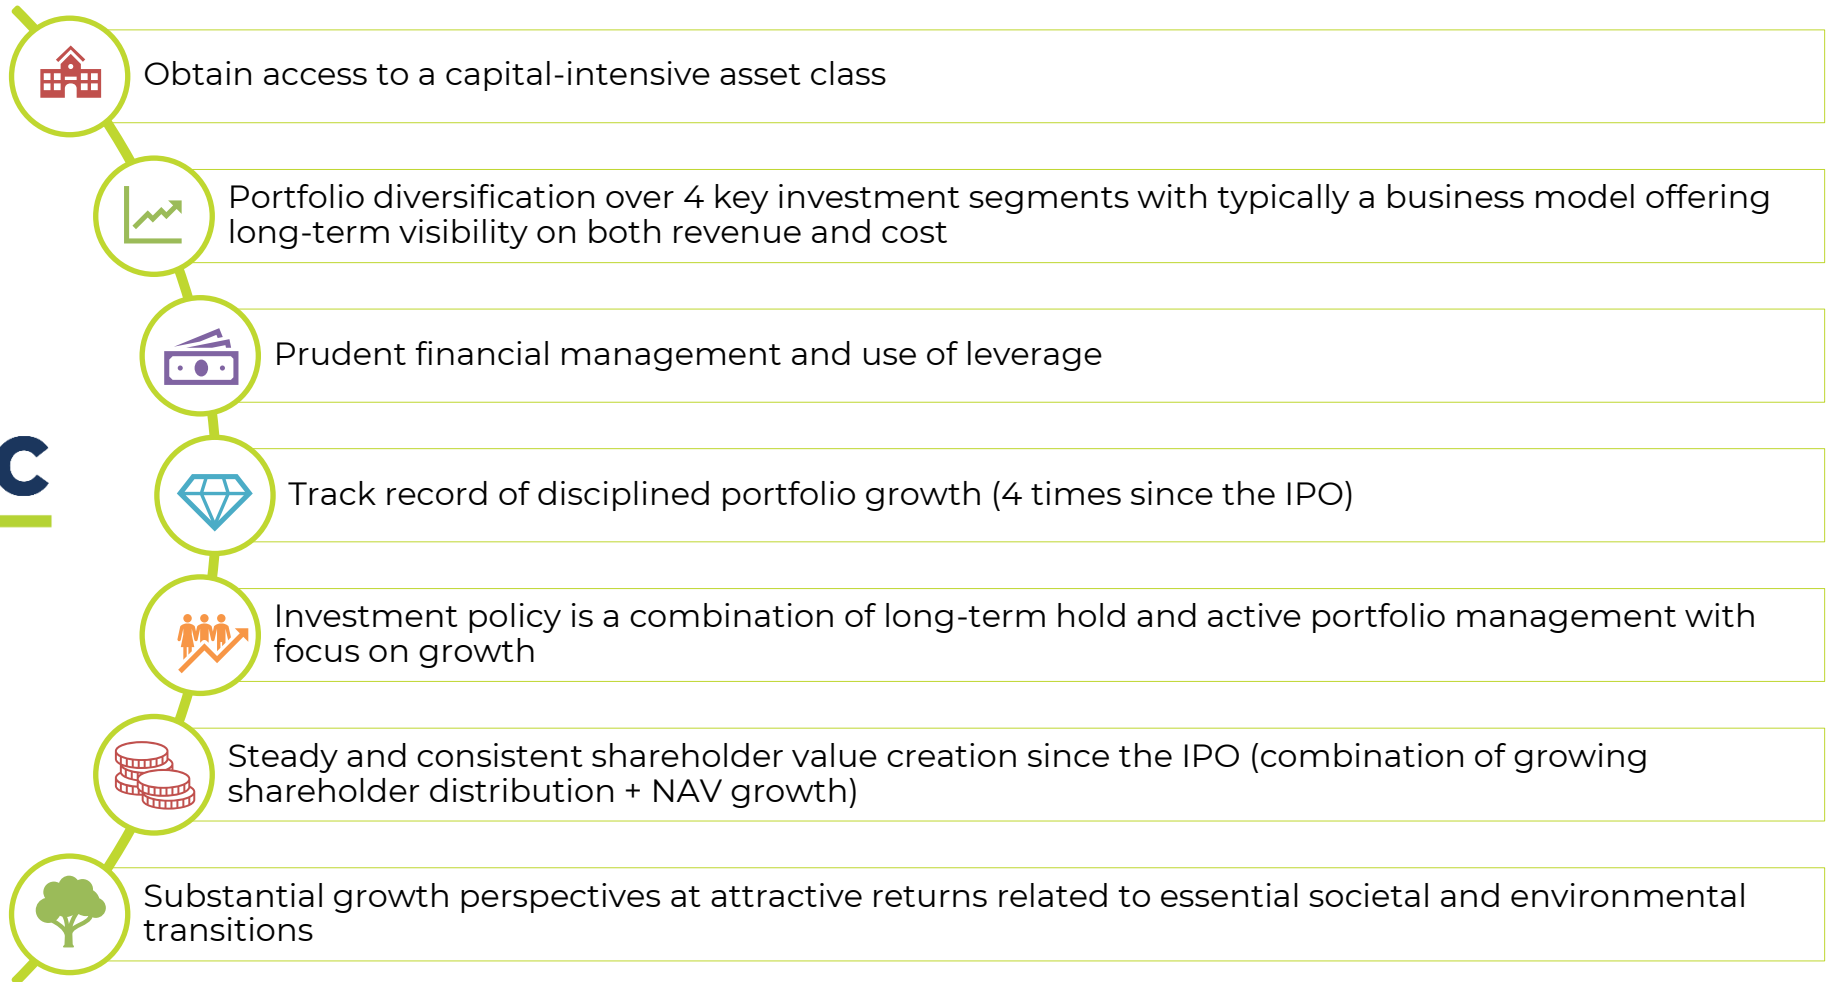 Obtain access to a capital-intensive asset class
Portfolio diversification over 4 key investment segments with typically a business model offering
long-term visibility on both revenue and cost
Prudent financial management and use of leverage
C
Track record of disciplined portfolio growth (4 times since the IPO)
Investment policy is a combination of long-term hold and active portfolio management with
focus on growth
Steady and consistent shareholder value creation since the IPO (combination of growing
shareholder distribution + NAV growth)
Substantial growth perspectives at attractive returns related to essential societal and environmental
transitions